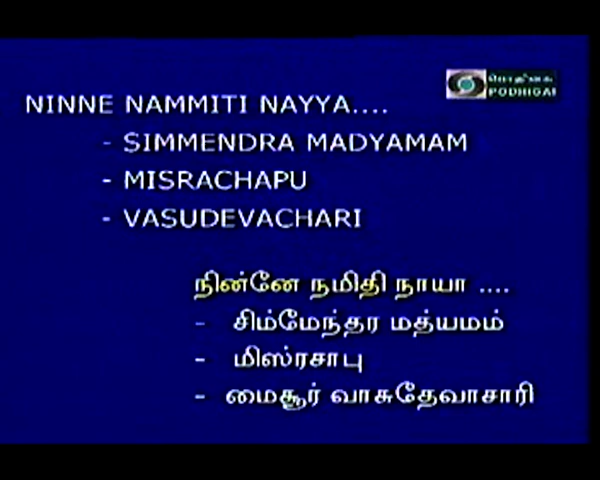 பொதிகை
PODHIGAI
NINNE NAMMITI NAYYA....
- SIMMENDRA MADYAMAM
- MISRACHAPU
- VASUDEVACHARI
நின்னே நமிதி நாயா ....
- சிம்மேந்தர மத்யமம்
- மிஸ்ரசாபு
- மைசூர் வாசுதேவாசாரி